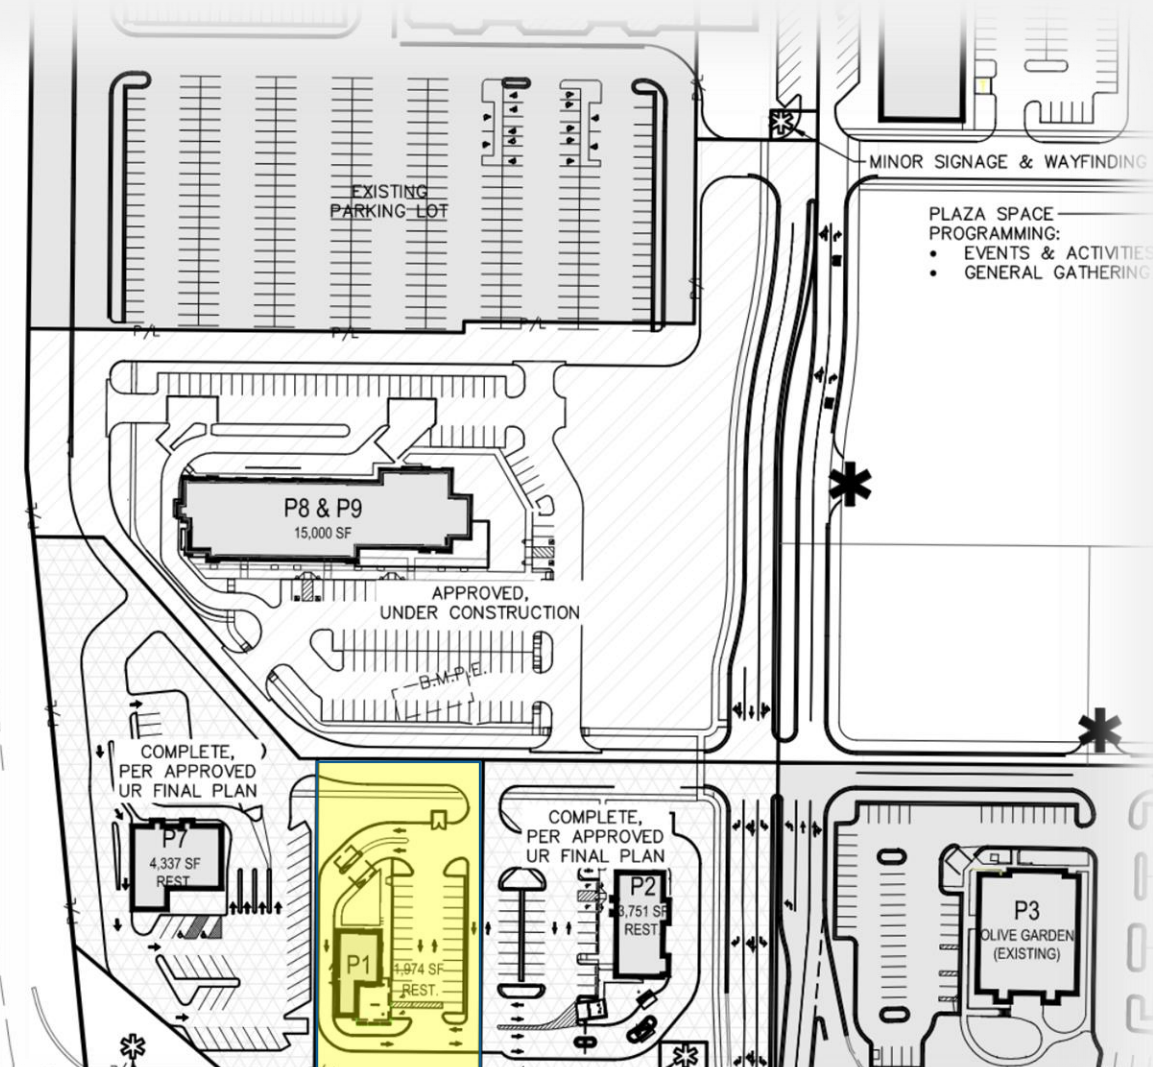 P/L
MINOR SIGNAGE & WAYFINDING
EXISTING
PARKING LOT
PLAZA SPACE
PROGRAMMING:
• EVENTS & ACTIVITIES
• GENERAL GATHERING
P/L
P/L
P/L
P/L
P8 & P9
15,000 SF
P/L
APPROVED,
UNDER CONSTRUCTION
B.M.P.E.
P/L
COMPLETE,
PER APPROVED
UR FINAL PLAN
COMPLETE,
PER APPROVED
UR FINAL PLAN
P7
4,337 SF
REST.
P2
3,751 SF
REST.
P/L
P3
OLIVE GARDEN
(EXISTING)
P1
1,974 SF
REST.